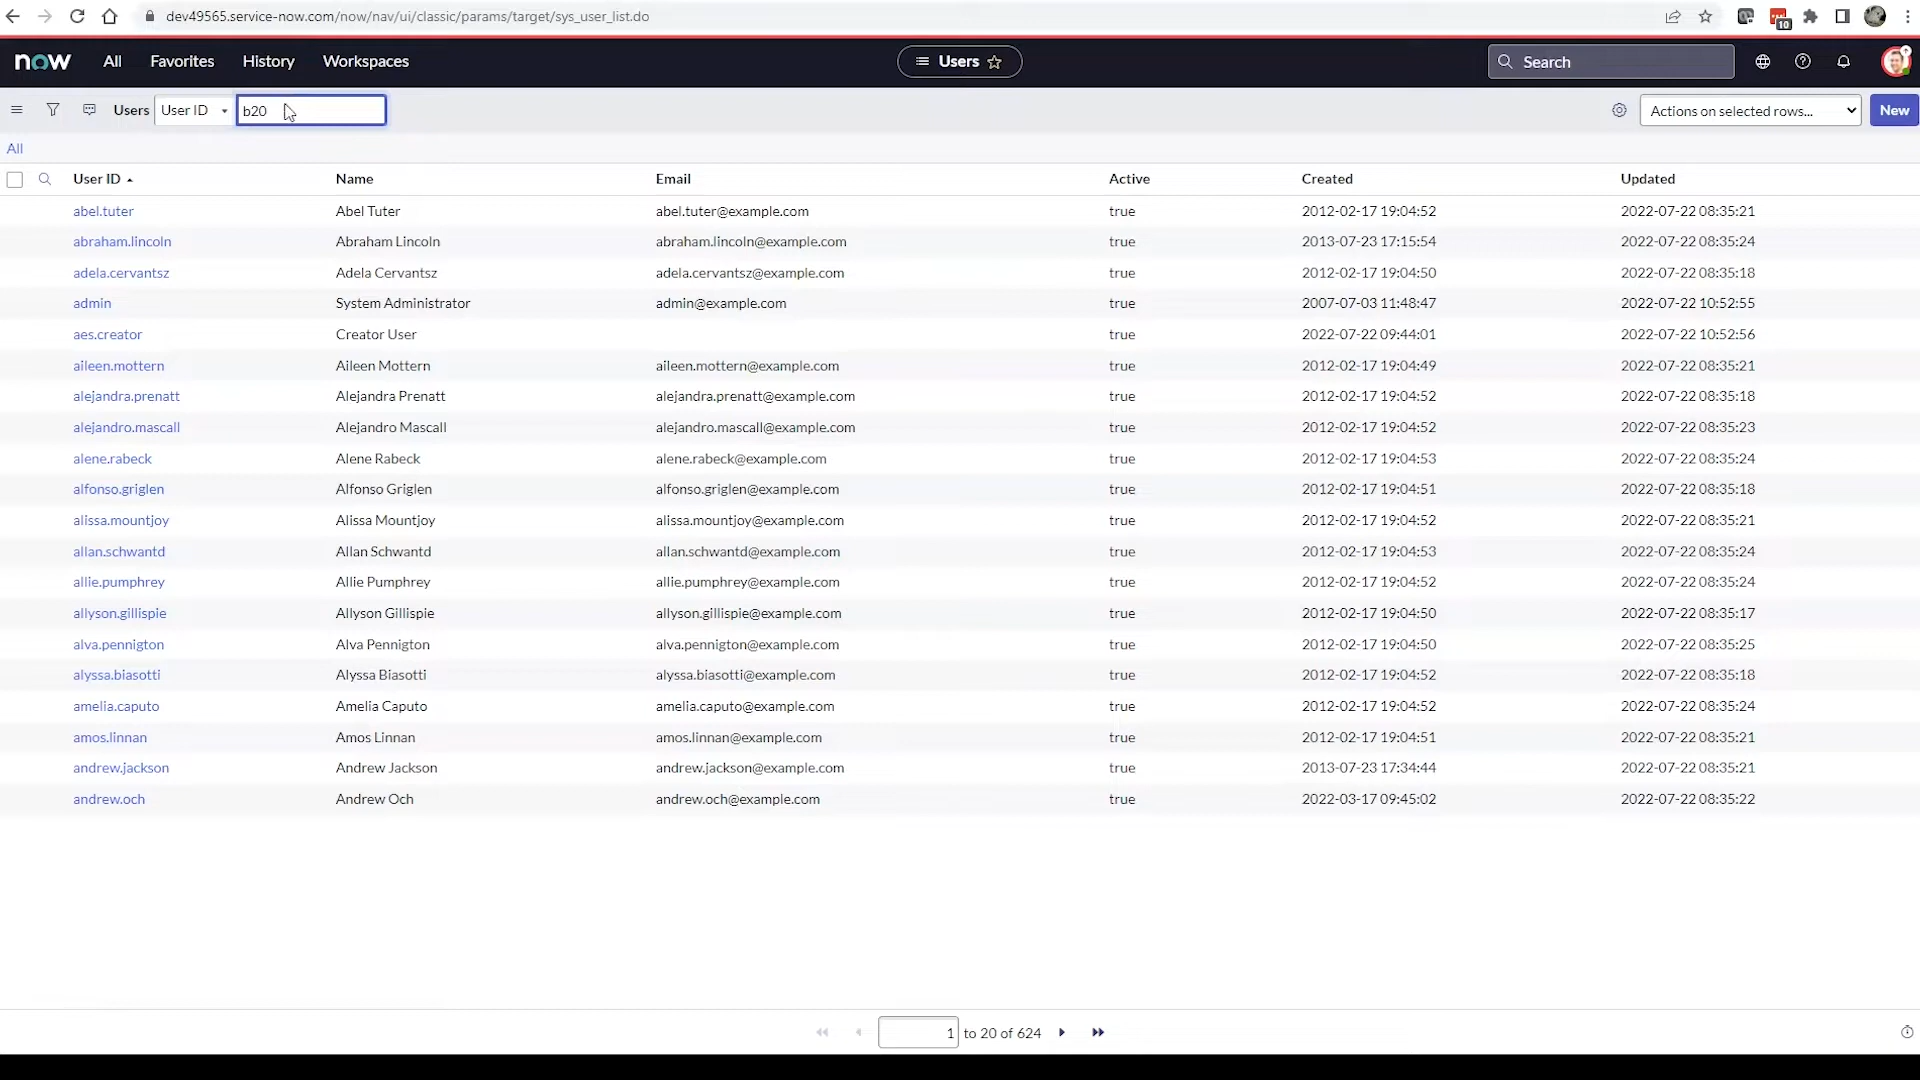 dev49565.service-now.com/now/nav/ui/classic/params/target/sys_user_list.do
10
now All Favorites History Workspaces Users Search
Users User ID b20 Actions on selected rows... New
All
User ID Name Email Active Created Updated
abel.tuter Abel Tuter abel.tuter@example.com true 2012-02-17 19:04:52 2022-07-22 08:35:21
abraham.lincoln Abraham Lincoln abraham.lincoln@example.com true 2013-07-23 17:15:54 2022-07-22 08:35:24
adela.cervantsz Adela Cervantsz adela.cervantsz@example.com true 2012-02-17 19:04:50 2022-07-22 08:35:18
admin System Administrator admin@example.com true 2007-07-03 11:48:47 2022-07-22 10:52:55
aes.creator Creator User true 2022-07-22 09:44:01 2022-07-22 10:52:56
aileen.mottern Aileen Mottern aileen.mottern@example.com true 2012-02-17 19:04:49 2022-07-22 08:35:21
alejandra.prenatt Alejandra Prenatt alejandra.prenatt@example.com true 2012-02-17 19:04:52 2022-07-22 08:35:18
alejandro.mascall Alejandro Mascall alejandro.mascall@example.com true 2012-02-17 19:04:52 2022-07-22 08:35:23
alene.rabeck Alene Rabeck alene.rabeck@example.com true 2012-02-17 19:04:53 2022-07-22 08:35:24
alfonso.griglen Alfonso Griglen alfonso.griglen@example.com true 2012-02-17 19:04:51 2022-07-22 08:35:18
alissa.mountjoy Alissa Mountjoy alissa.mountjoy@example.com true 2012-02-17 19:04:52 2022-07-22 08:35:21
allan.schwantd Allan Schwantd allan.schwantd@example.com true 2012-02-17 19:04:53 2022-07-22 08:35:24
allie.pumphrey Allie Pumphrey allie.pumphrey@example.com true 2012-02-17 19:04:52 2022-07-22 08:35:24
allyson.gillispie Allyson Gillispie allyson.gillispie@example.com true 2012-02-17 19:04:50 2022-07-22 08:35:17
alva.pennigton Alva Pennigton alva.pennigton@example.com true 2012-02-17 19:04:50 2022-07-22 08:35:25
alyssa.biasotti Alyssa Biasotti alyssa.biasotti@example.com true 2012-02-17 19:04:52 2022-07-22 08:35:18
amelia.caputo Amelia Caputo amelia.caputo@example.com true 2012-02-17 19:04:52 2022-07-22 08:35:24
amos.linnan Amos Linnan amos.linnan@example.com true 2012-02-17 19:04:51 2022-07-22 08:35:21
andrew.jackson Andrew Jackson andrew.jackson@example.com true 2013-07-23 17:34:44 2022-07-22 08:35:21
andrew.och Andrew Och andrew.och@example.com true 2022-03-17 09:45:02 2022-07-22 08:35:22
1 to 20 of 624